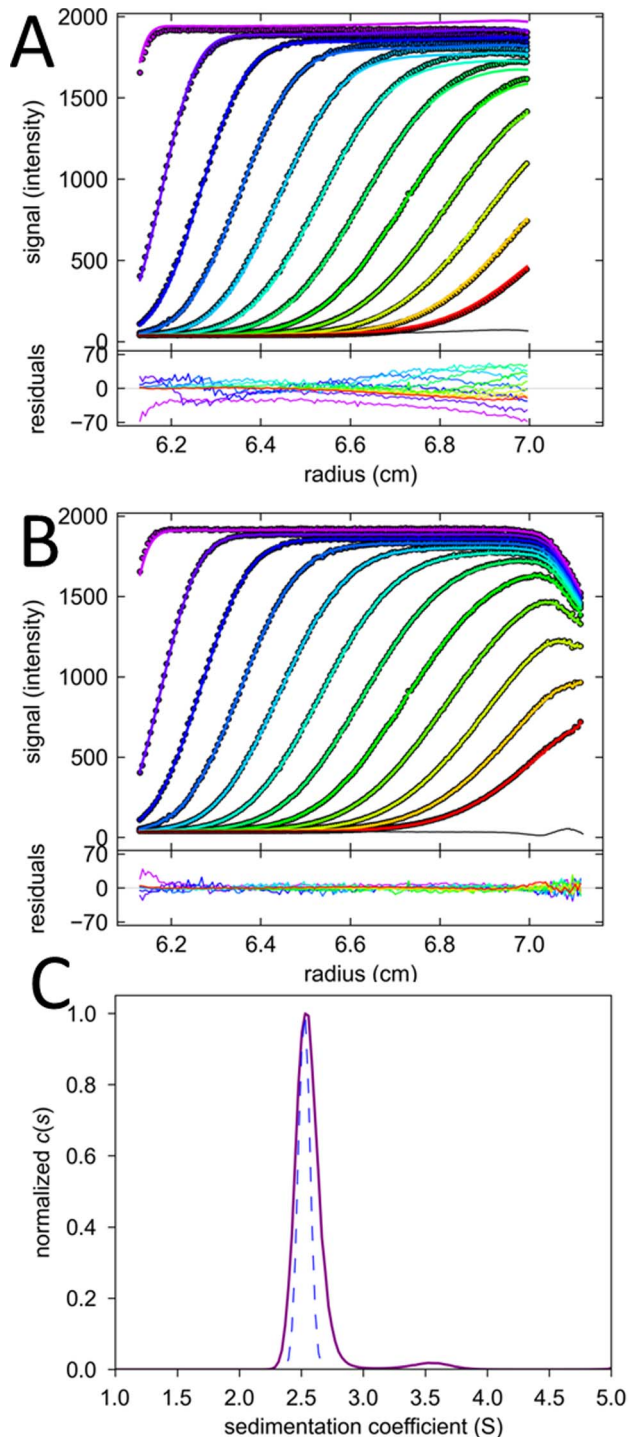 A
2000
1500
1000
500
0
signal (intensity)
70
0
−70
residuals
6.2 6.4 6.6 6.8 7.0
radius (cm)
B
2000
1500
1000
500
0
signal (intensity)
70
0
−70
residuals
6.2 6.4 6.6 6.8 7.0
radius (cm)
C
1.0
0.8
0.6
0.4
0.2
0.0
normalized c(s)
1.0 1.5 2.0 2.5 3.0 3.5 4.0 4.5 5.0
sedimentation coefficient (S)